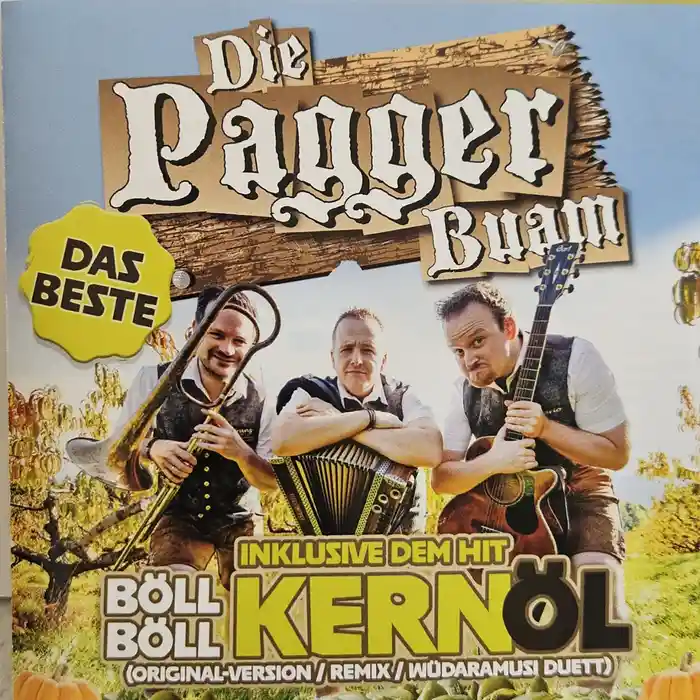 Die
Pagger
Buam
DAS
BESTE
INKLUSIVE DEM HIT
BÖLL
BÖLL
KERNÖL
(ORIGINAL-VERSION / REMIX / WÜDARAMUSI DUETT)